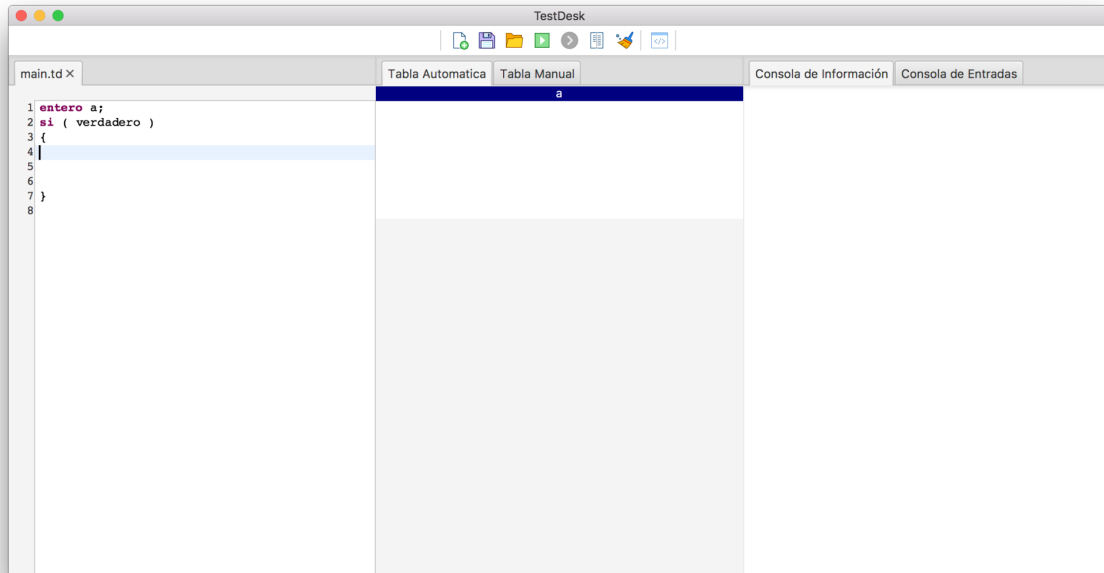 TestDesk
main.td ×
Tabla Automatica Tabla Manual
Consola de Información Consola de Entradas
a
1 entero a;
2 si ( verdadero )
3 {
4
5
6
7 }
8